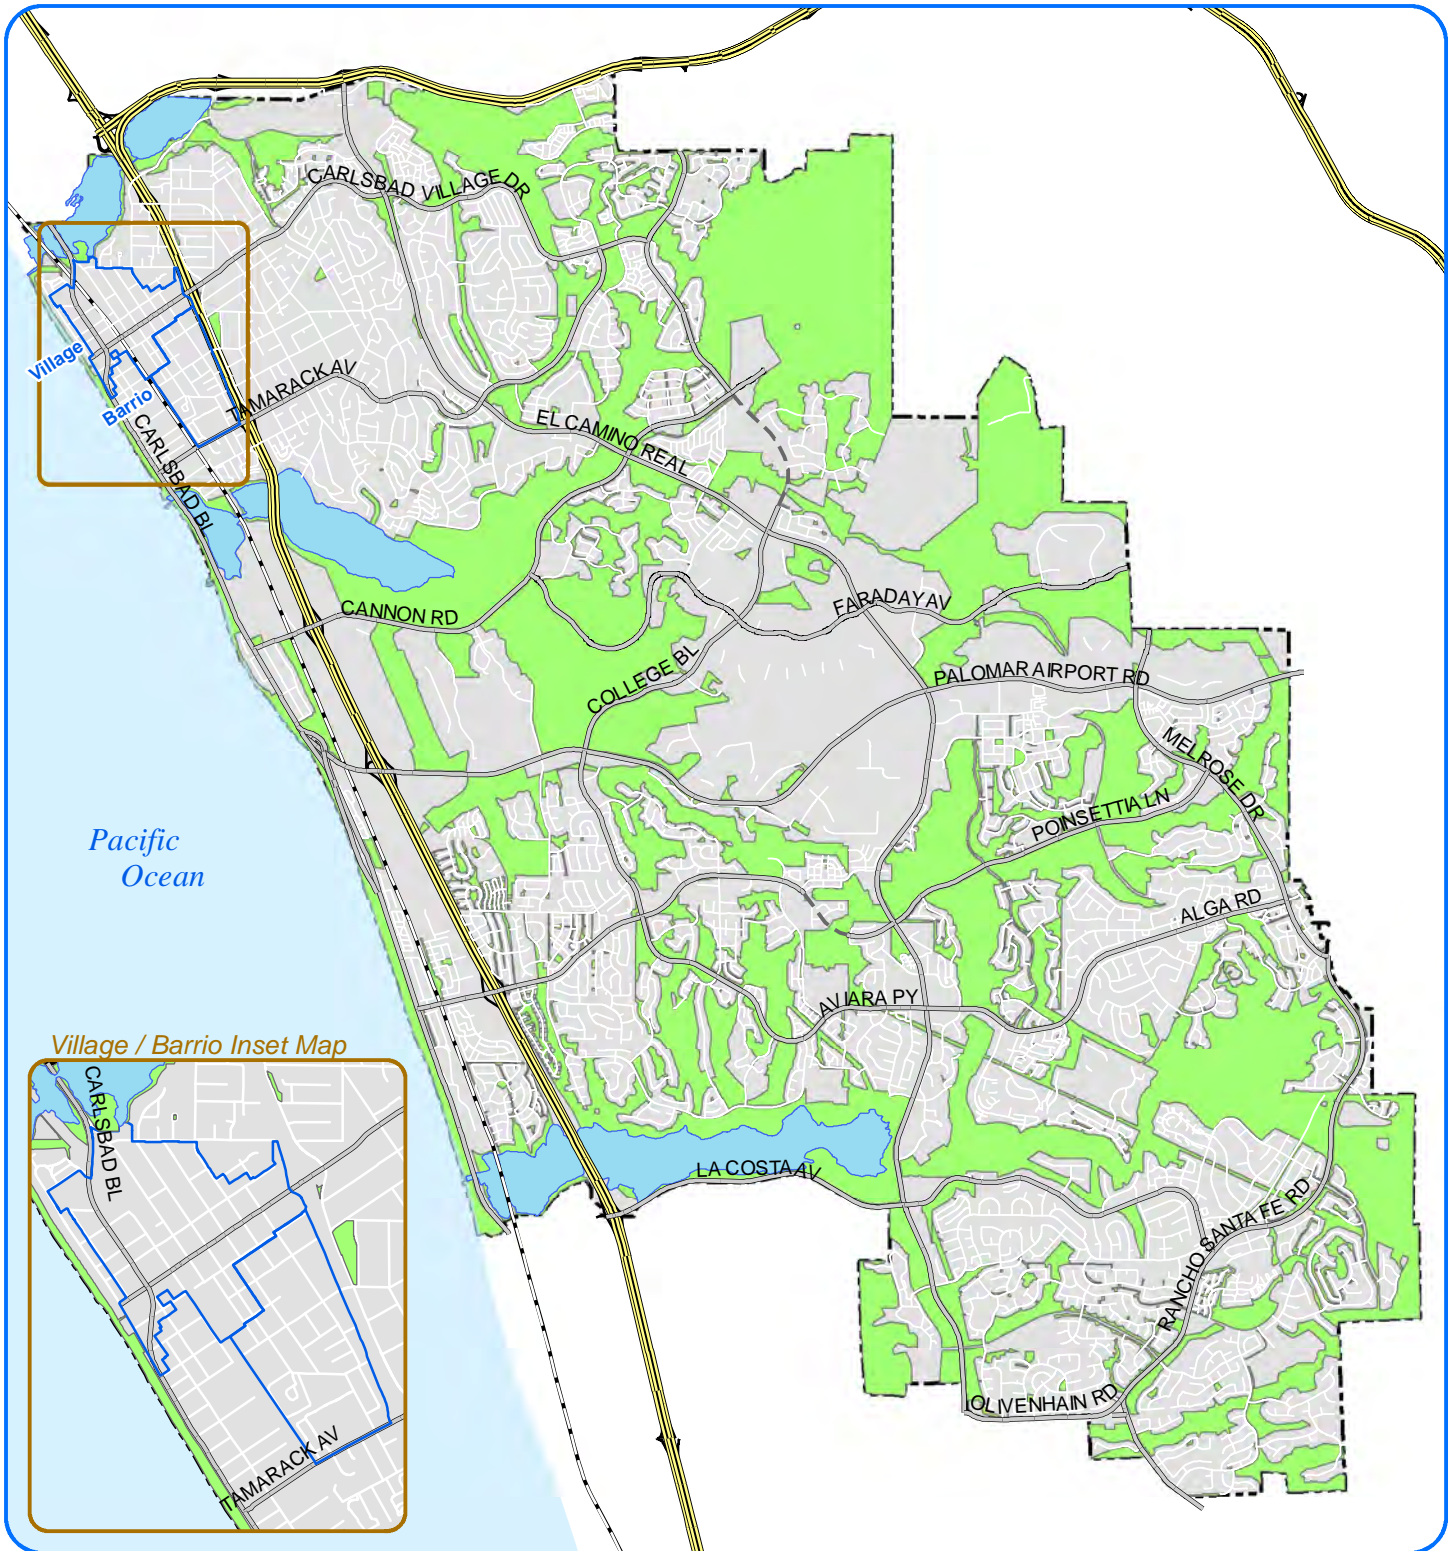 CARLSBAD VILLAGE DR
Village
Barrio
TAMARACK AV
CARLSBAD BL
EL CAMINO REAL
CANNON RD
FARADAY AV
COLLEGE BL
PALOMAR AIRPORT RD
MELROSE DR
POINSETTIA LN
Pacific
Ocean
ALGA RD
AVIARA PY
LA COSTA AV
RANCHO SANTA FE RD
OLIVENHAIN RD
Village / Barrio Inset Map
CARLSBAD BL
TAMARACK AV